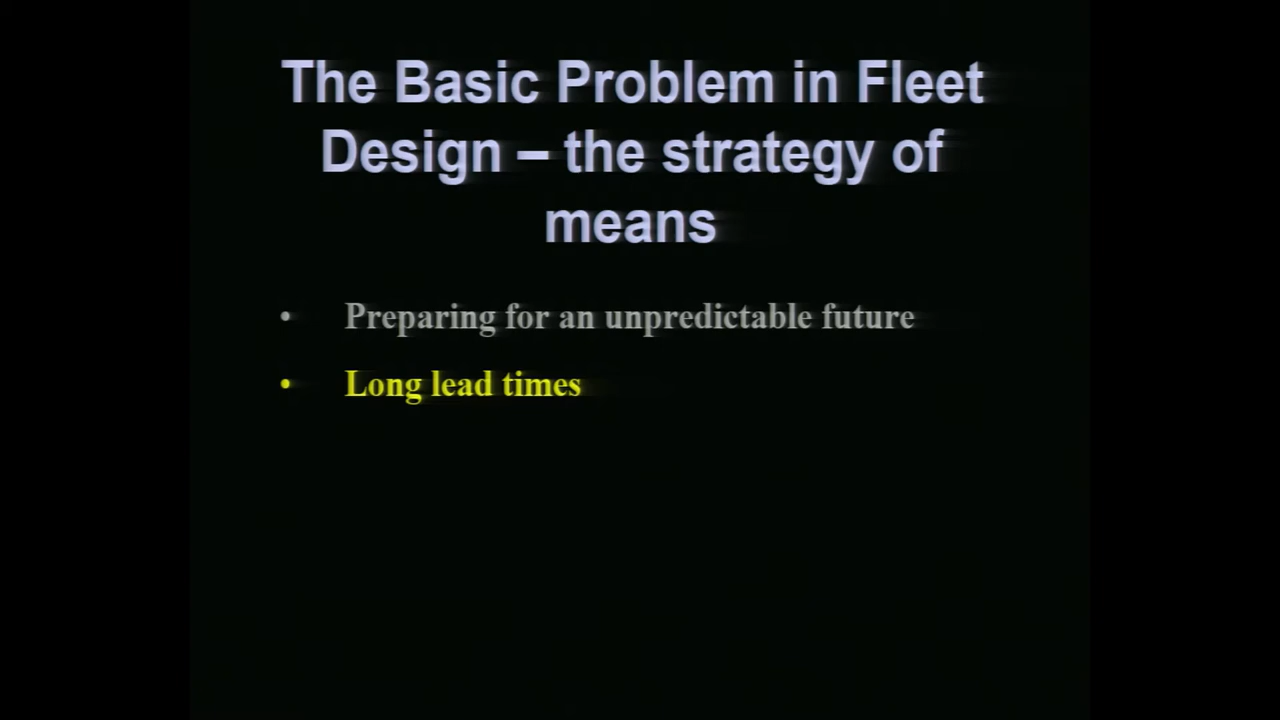 The Basic Problem in Fleet
Design – the strategy of
means
• Preparing for an unpredictable future
• Long lead times